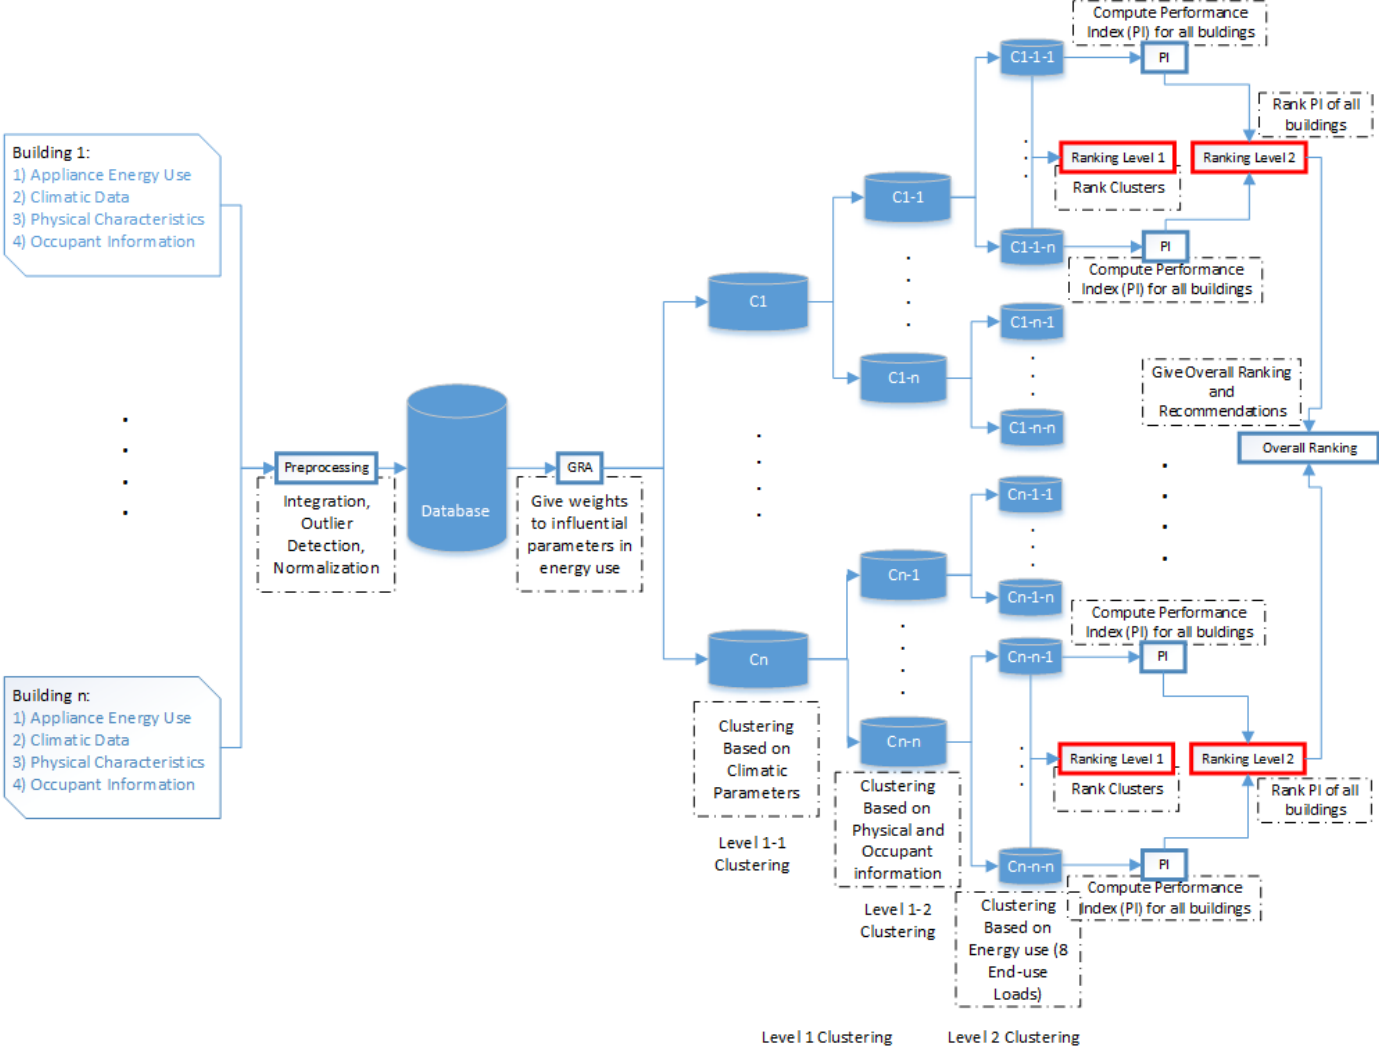 Building 1:
1) Appliance Energy Use
2) Climatic Data
3) Physical Characteristics
4) Occupant Information
Building n:
1) Appliance Energy Use
2) Climatic Data
3) Physical Characteristics
4) Occupant Information
Preprocessing
Integration,
Outlier
Detection,
Normalization
Database
GRA
Give weights
to influential
parameters in
energy use
C1
Cn
Clustering
Based on
Climatic
Parameters
Level 1-1
Clustering
C1-1
C1-n
Cn-1
Cn-n
Clustering
Based on
Physical and
Occupant
information
Level 1-2
Clustering
C1-1-1
C1-1-n
C1-n-1
C1-n-n
Cn-1-1
Cn-1-n
Cn-n-1
Cn-n-n
Clustering
Based on
Energy use (8
End-use
Loads)
Level 1 Clustering
Level 2 Clustering
Compute Performance
Index (PI) for all buldings
PI
Rank PI of all
buildings
Ranking Level 1
Rank Clusters
Ranking Level 2
PI
Compute Performance
Index (PI) for all buildings
Give Overall Ranking
and
Recommendations
Overall Ranking
Compute Performance
Index (PI) for all buldings
PI
Ranking Level 1
Rank Clusters
Ranking Level 2
Rank PI of all
buildings
PI
Compute Performance
Index (PI) for all buildings